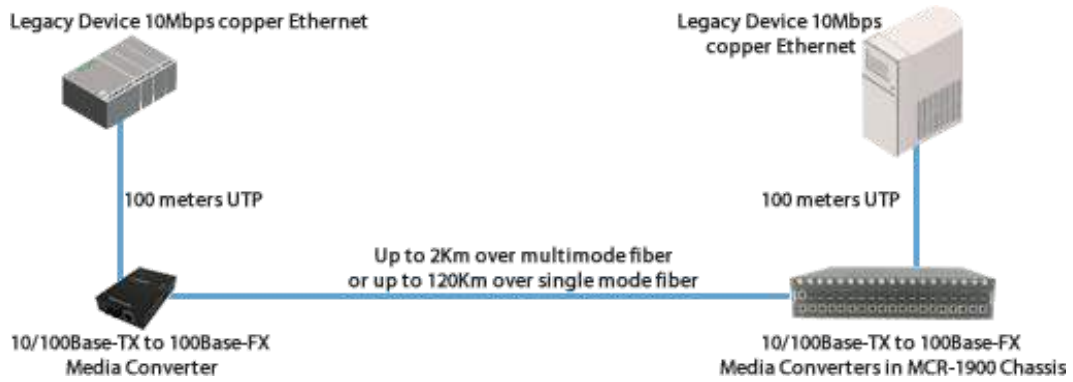 Legacy Device 10Mbps copper Ethernet
Legacy Device 10Mbps
copper Ethernet
100 meters UTP
100 meters UTP
Up to 2Km over multimode fiber
or up to 120Km over single mode fiber
10/100Base-TX to 100Base-FX
Media Converter
10/100Base-TX to 100Base-FX
Media Converters in MCR-1900 Chassis